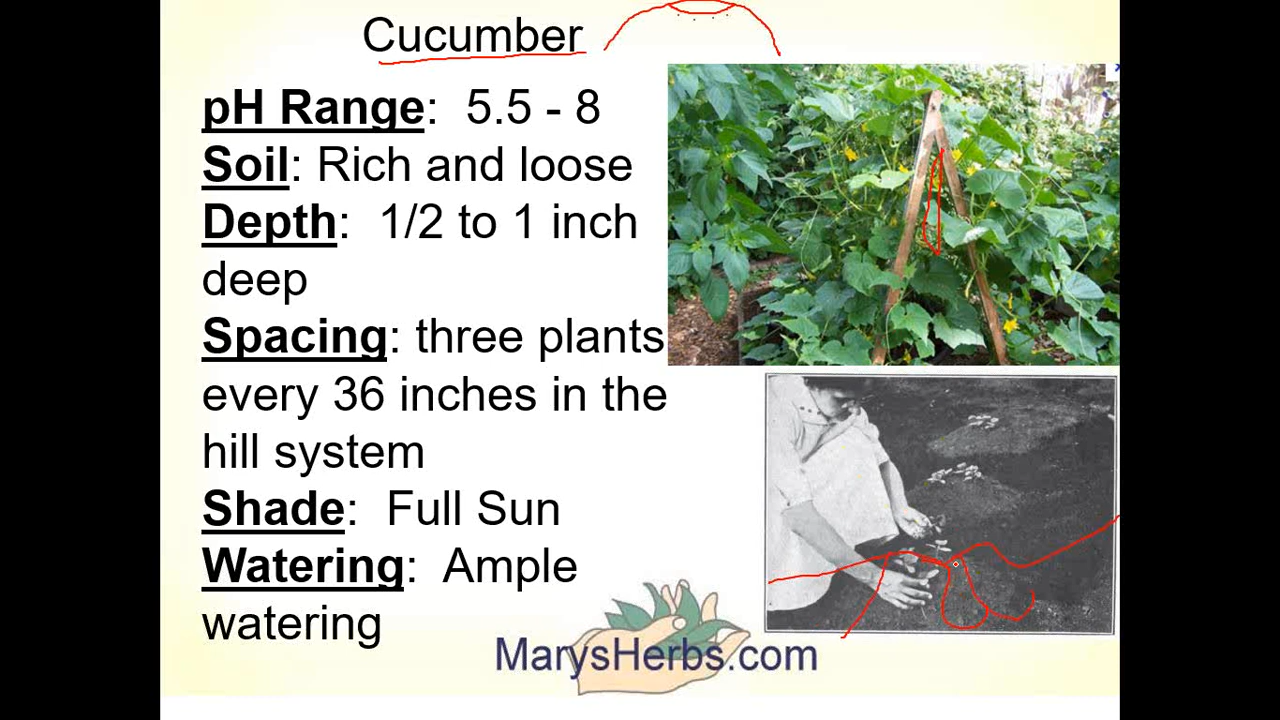 Cucumber
pH Range:  5.5 - 8
Soil: Rich and loose
Depth:  1/2 to 1 inch
deep
Spacing: three plants
every 36 inches in the
hill system
Shade:  Full Sun
Watering:  Ample
watering
MarysHerbs.com